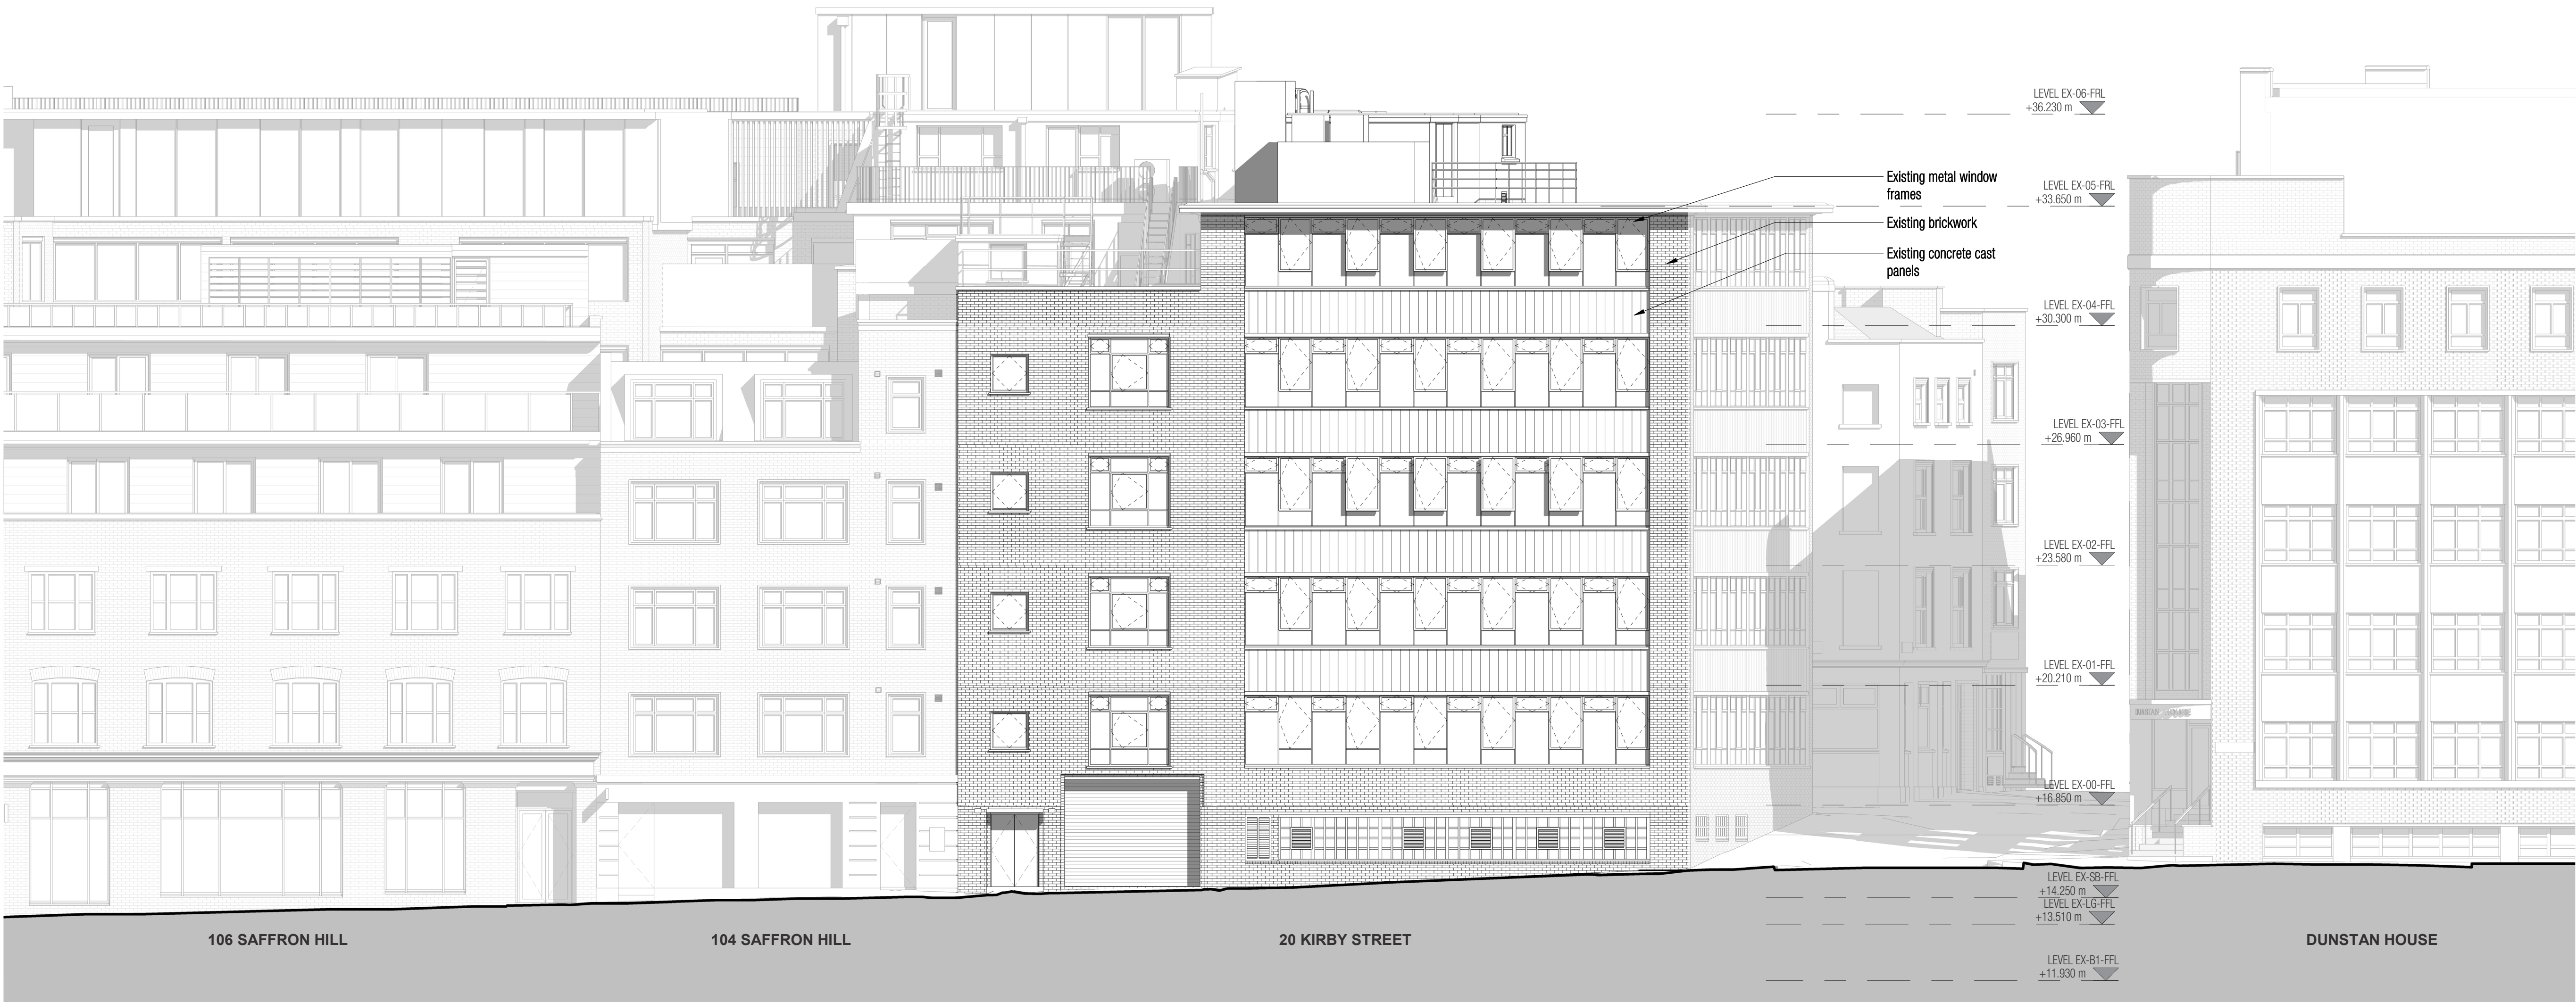 LEVEL EX-06-FRL
+36.230 m
Existing metal window
frames
LEVEL EX-05-FRL
+33.650 m
Existing brickwork
Existing concrete cast
panels
LEVEL EX-04-FFL
+30.300 m
LEVEL EX-03-FFL
+26.960 m
LEVEL EX-02-FFL
+23.580 m
LEVEL EX-01-FFL
+20.210 m
DUNSTAN HOUSE
LEVEL EX-00-FFL
+16.850 m
LEVEL EX-SB-FFL
+14.250 m
LEVEL EX-LG-FFL
+13.510 m
106 SAFFRON HILL
104 SAFFRON HILL
20 KIRBY STREET
DUNSTAN HOUSE
LEVEL EX-B1-FFL
+11.930 m